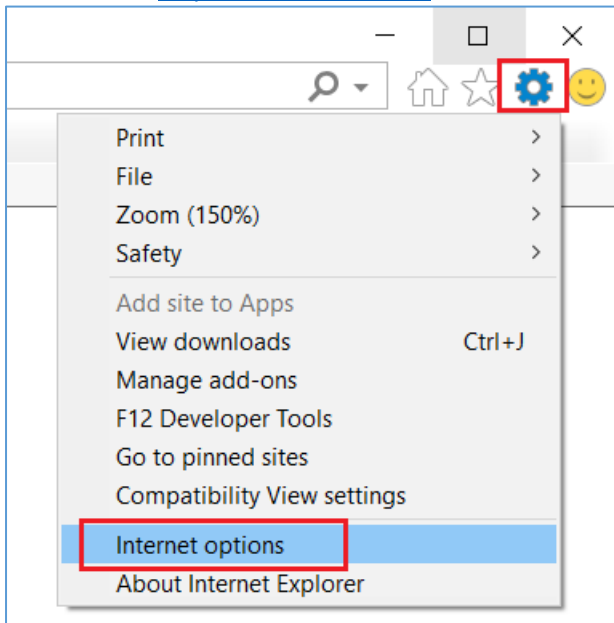 Print
File
Zoom (150%)
Safety
Add site to Apps
View downloads Ctrl+J
Manage add-ons
F12 Developer Tools
Go to pinned sites
Compatibility View settings
Internet options
About Internet Explorer